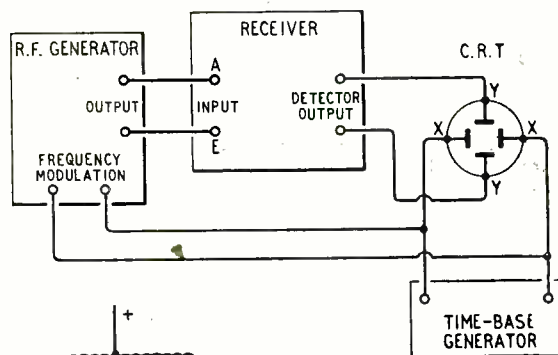 R.F. GENERATOR
OUTPUT
FREQUENCY
MODULATION
RECEIVER
A
INPUT
E
DETECTOR
OUTPUT
C.R.T
Y
X
X
Y
TIME-BASE
GENERATOR
+